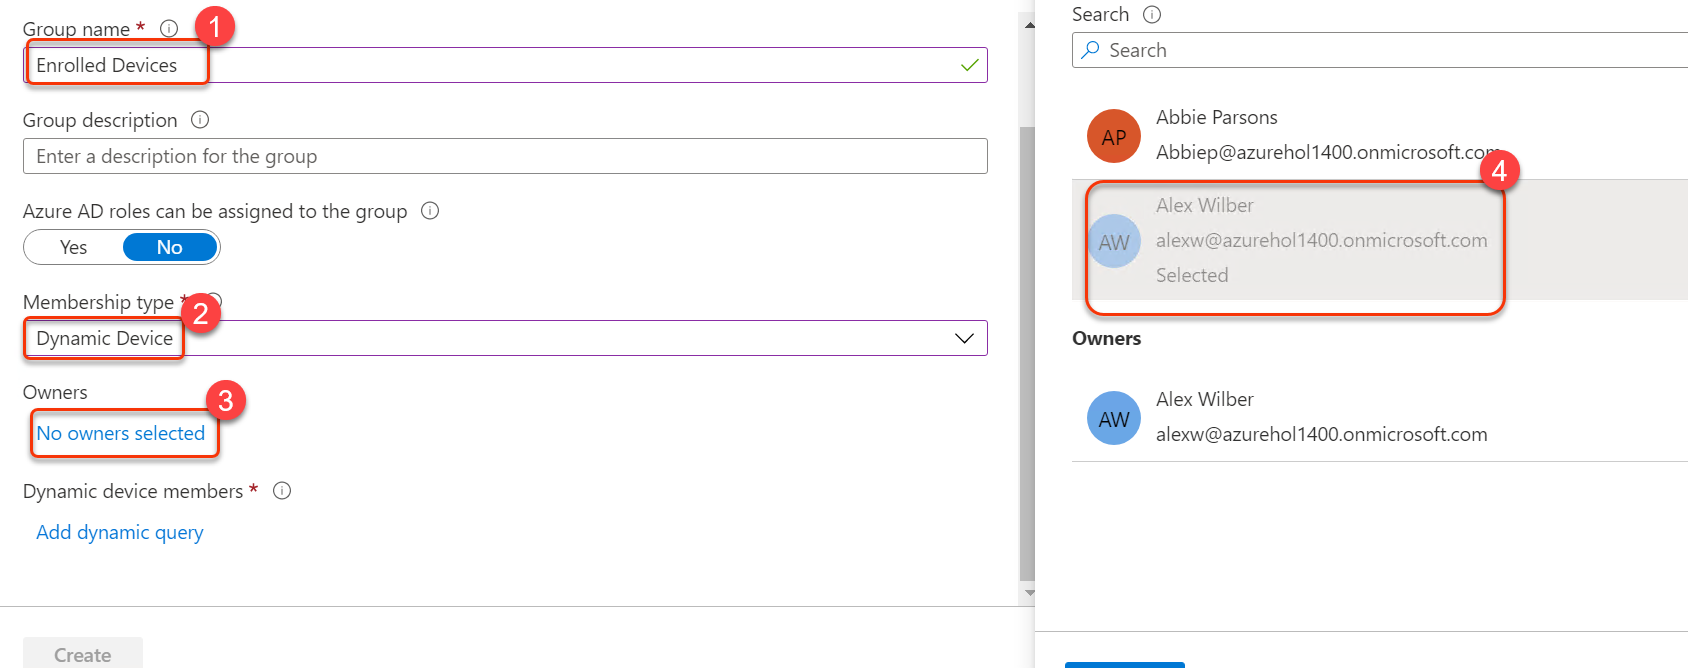 Group name *
1
Enrolled Devices
Group description
Enter a description for the group
Azure AD roles can be assigned to the group
Yes No
Membership type *
2
Dynamic Device
Owners
3
No owners selected
Dynamic device members *
Add dynamic query
Create
Search
Search
AP
Abbie Parsons
Abbiep@azurehol1400.onmicrosoft.com
4
AW
Alex Wilber
alexw@azurehol1400.onmicrosoft.com
Selected
Owners
AW
Alex Wilber
alexw@azurehol1400.onmicrosoft.com